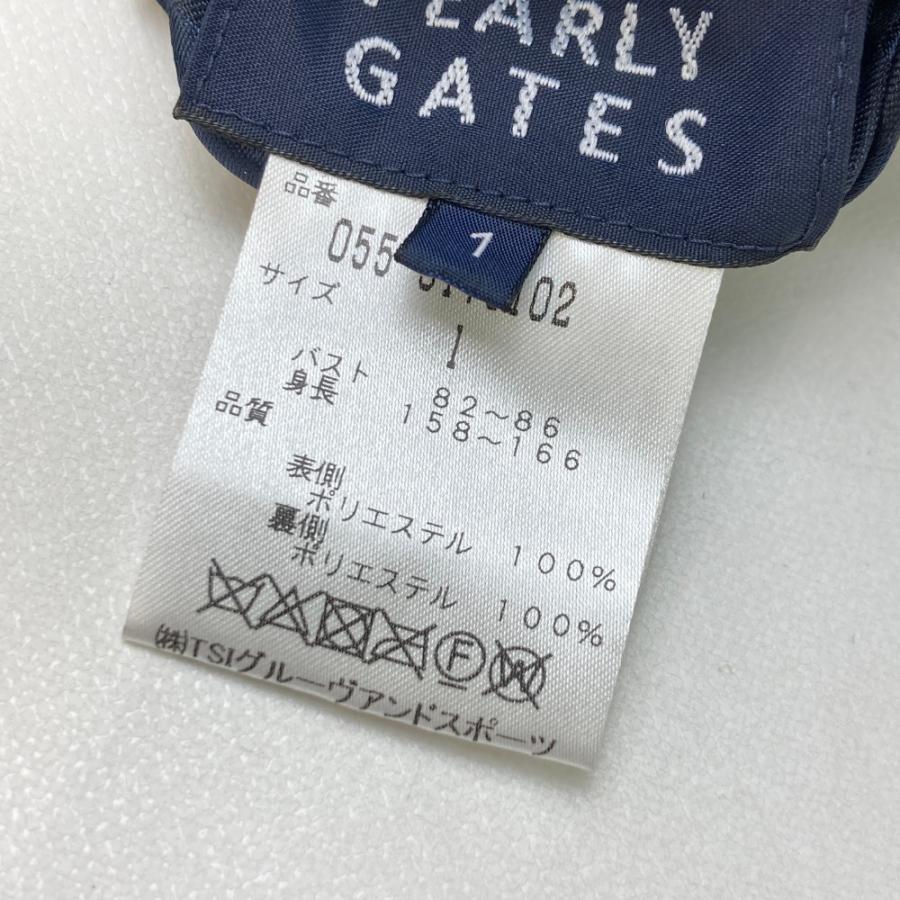 EARLY
GATES
1
品番
055 02
サイズ 1
バスト 82～86
身長 158～166
品質
表側
ポリエステル 100%
裏側
ポリエステル 100%
F W
㈱TSIグルーヴアンドスポーツ